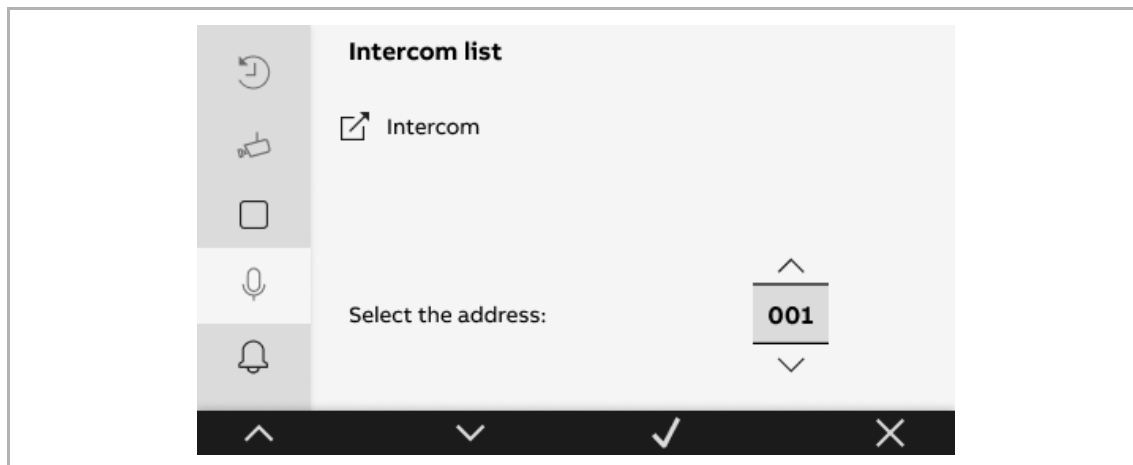 Intercom list
Intercom
Select the address:
001